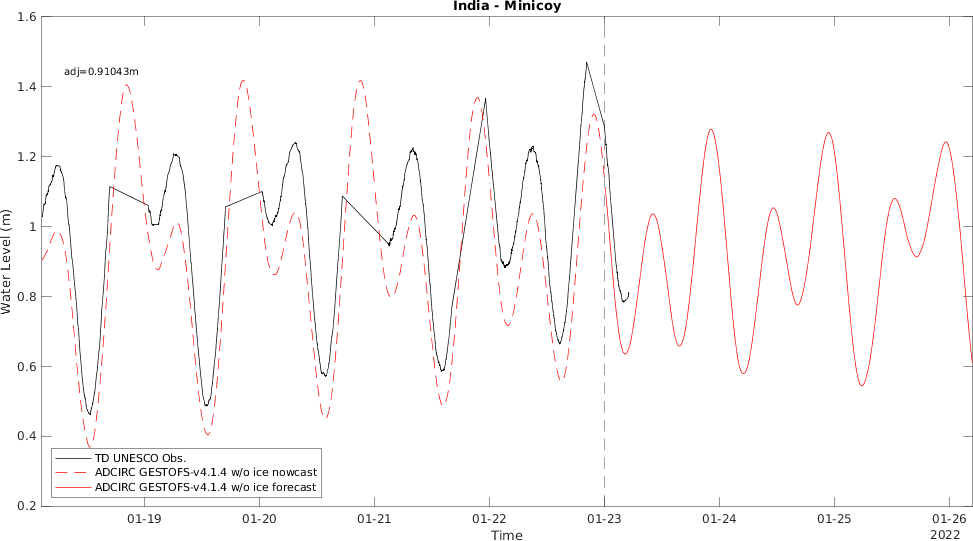 India - Minicoy
1.6
1.4
1.2
1
0.8
0.6
0.4
0.2
Water Level (m)
adj=0.91043m
TD UNESCO Obs.
ADCIRC GESTOFS-v4.1.4 w/o ice nowcast
ADCIRC GESTOFS-v4.1.4 w/o ice forecast
01-19 01-20 01-21 01-22 01-23 01-24 01-25 01-26
Time
2022